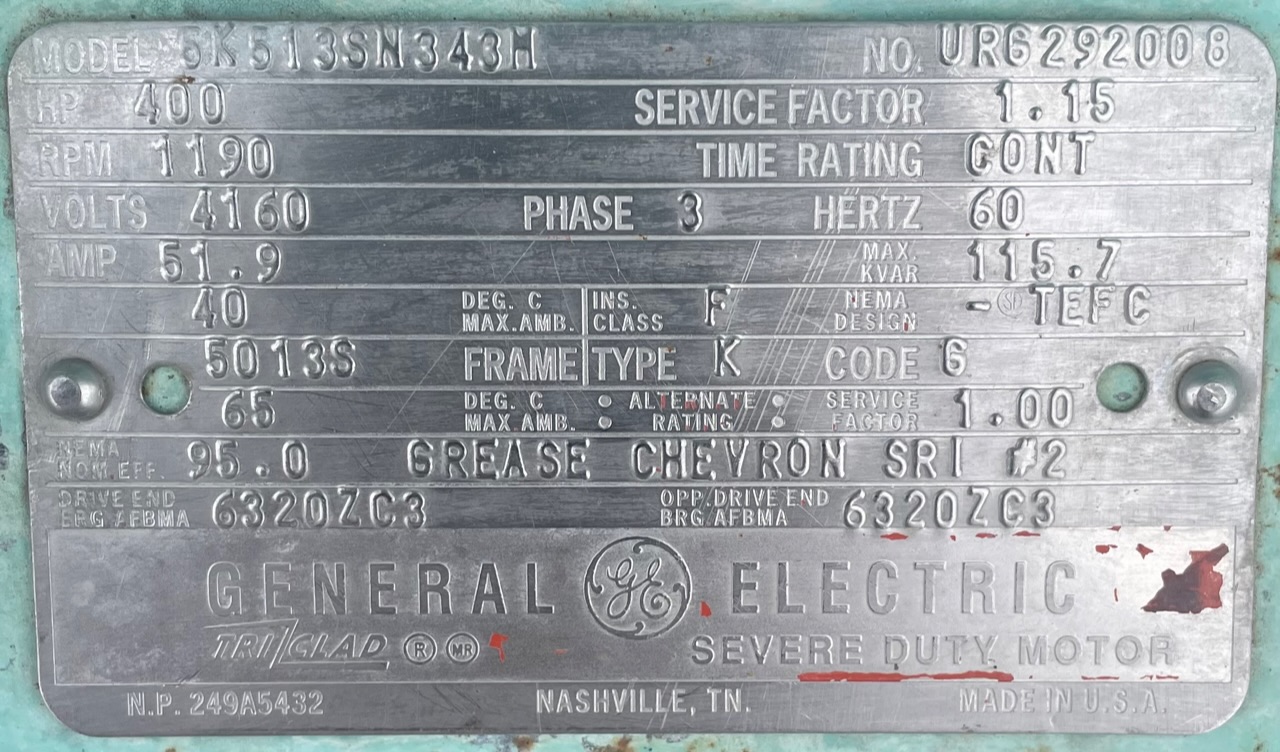 MODEL 5K513SN343H NO. UR6292008
HP 400 SERVICE FACTOR 1.15
RPM 1190 TIME RATING CONT
VOLTS 4160 PHASE 3 HERTZ 60
AMP 51.9 MAX. KVAR 115.7
40 DEG. C MAX. AMB. INS. CLASS F NEMA DESIGN - TEFC
5013S FRAME TYPE K CODE G
65 DEG. C MAX AMB. • ALTERNATE • RATING • SERVICE FACTOR 1.00
NEMA NOM. EFF. 95.0 GREASE CHEVRON SRI #2
DRIVE END BRG AFBMA 6320ZC3 OPP. DRIVE END BRG AFBMA 6320ZC3
GENERAL GE ELECTRIC
TRI/CLAD ® MR SEVERE DUTY MOTOR
N.P. 249A5432 NASHVILLE, TN. MADE IN U.S.A.